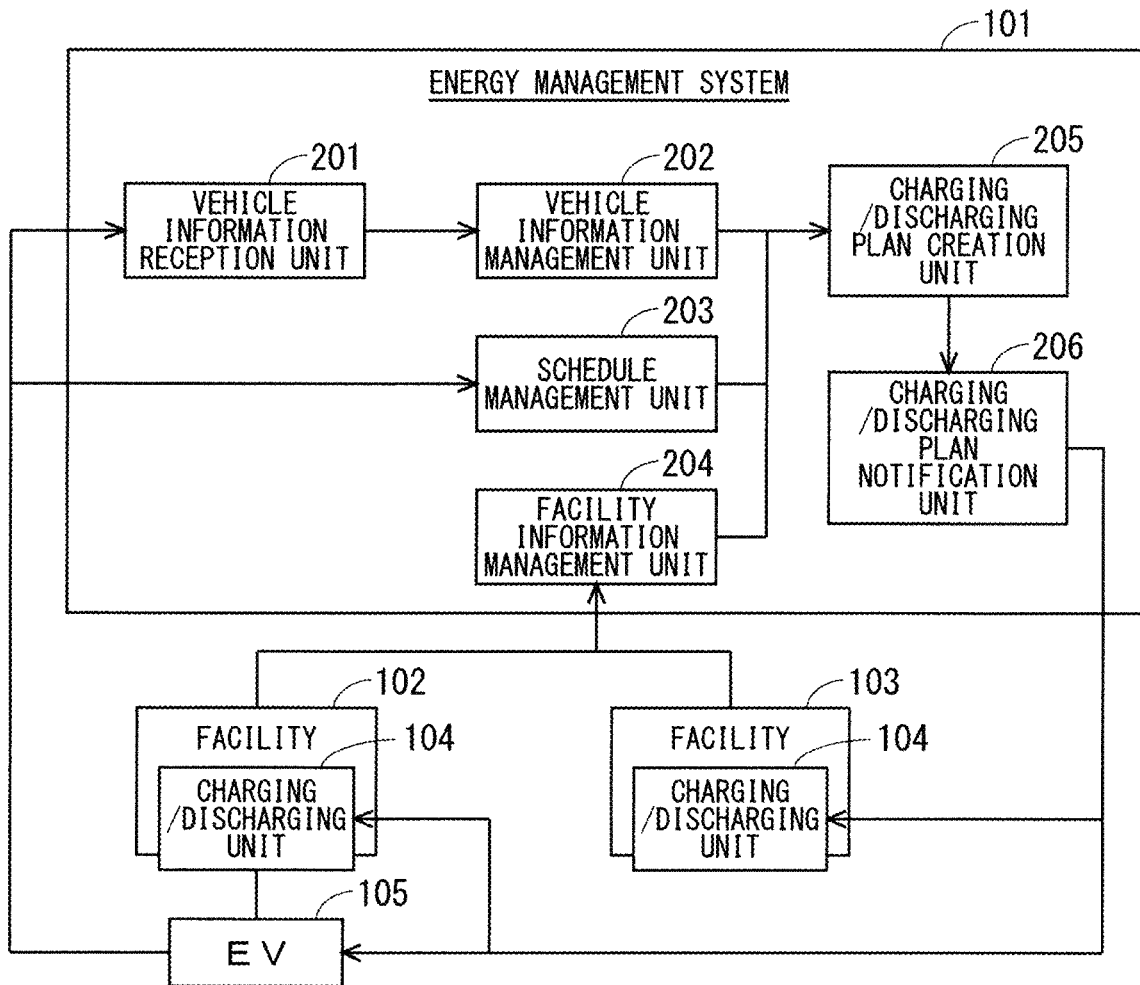 101
ENERGY MANAGEMENT SYSTEM
201
VEHICLE
INFORMATION
RECEPTION UNIT
202
VEHICLE
INFORMATION
MANAGEMENT UNIT
205
CHARGING
/DISCHARGING
PLAN CREATION
UNIT
203
SCHEDULE
MANAGEMENT UNIT
206
CHARGING
/DISCHARGING
PLAN
NOTIFICATION
UNIT
204
FACILITY
INFORMATION
MANAGEMENT UNIT
102
FACILITY
104
CHARGING
/DISCHARGING
UNIT
103
FACILITY
104
CHARGING
/DISCHARGING
UNIT
105
EV